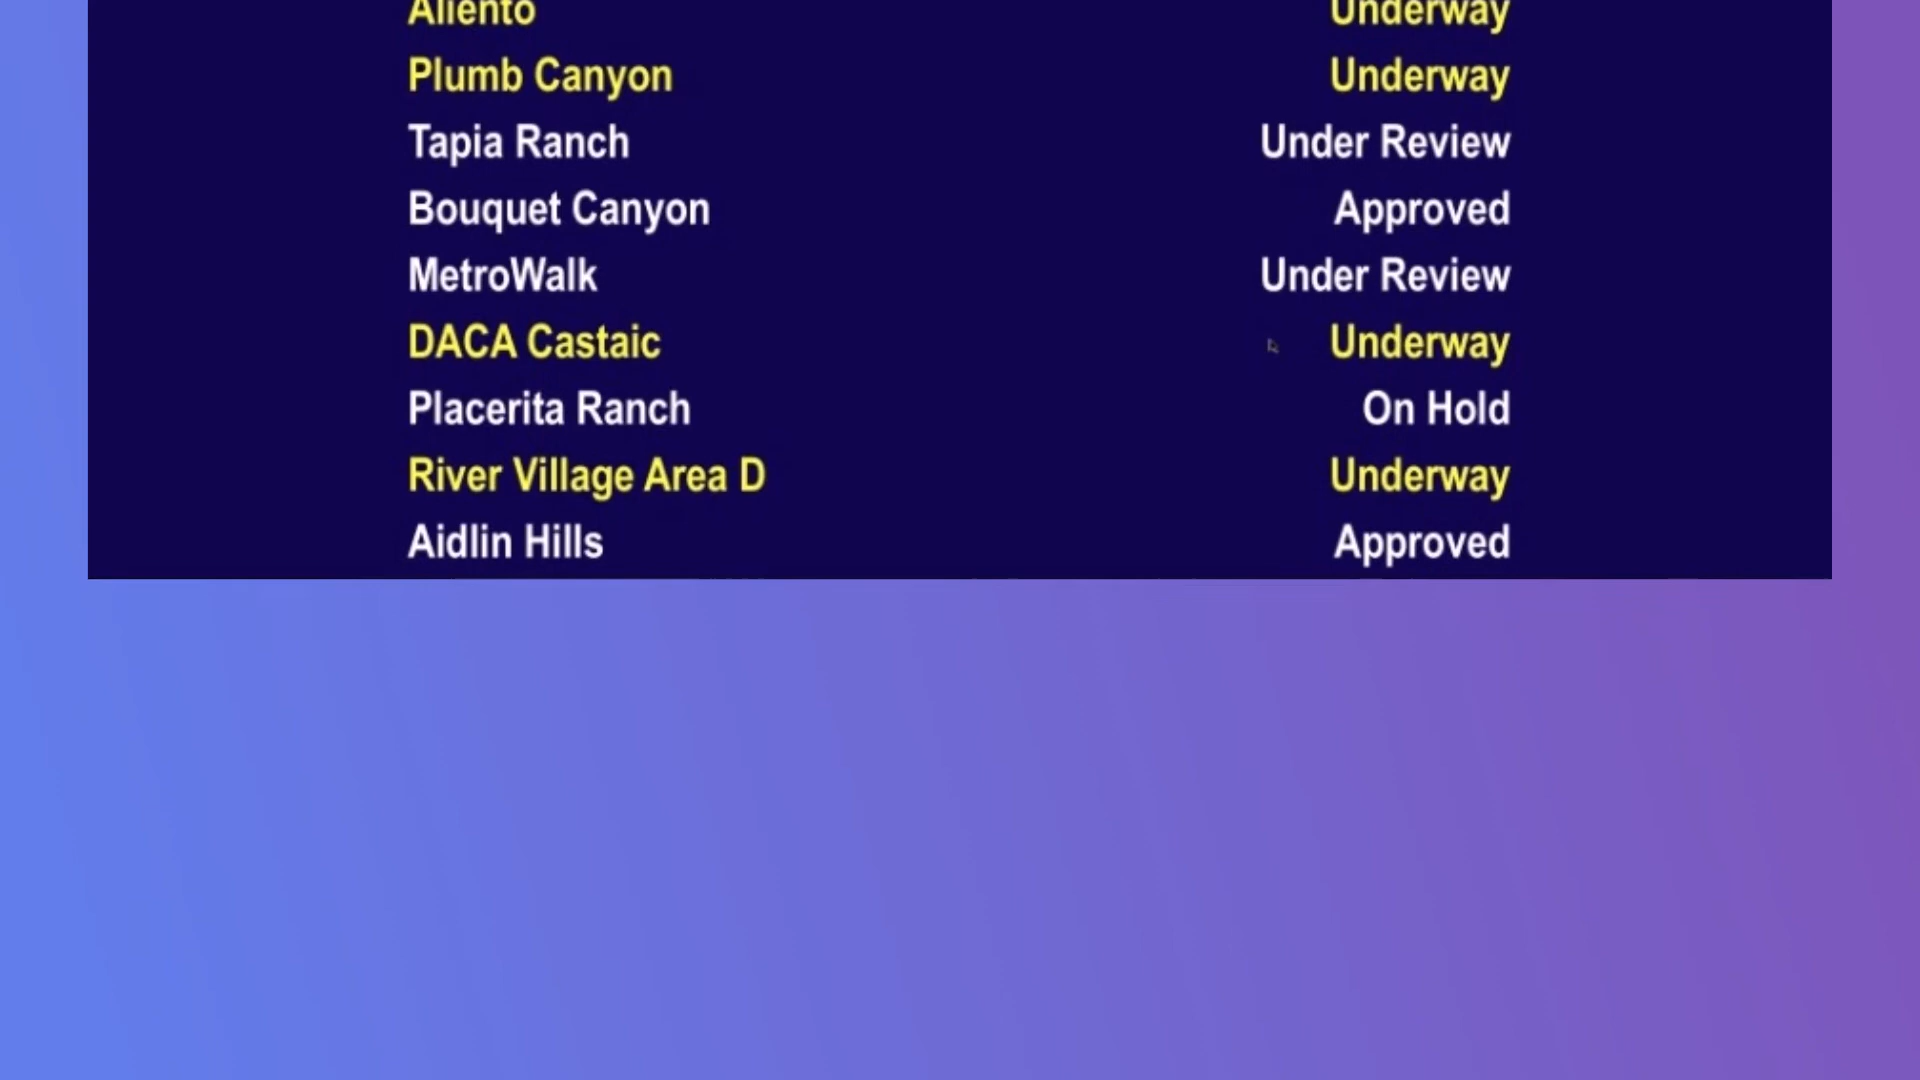 Aliento Underway
Plumb Canyon Underway
Tapia Ranch Under Review
Bouquet Canyon Approved
MetroWalk Under Review
DACA Castaic Underway
Placerita Ranch On Hold
River Village Area D Underway
Aidlin Hills Approved